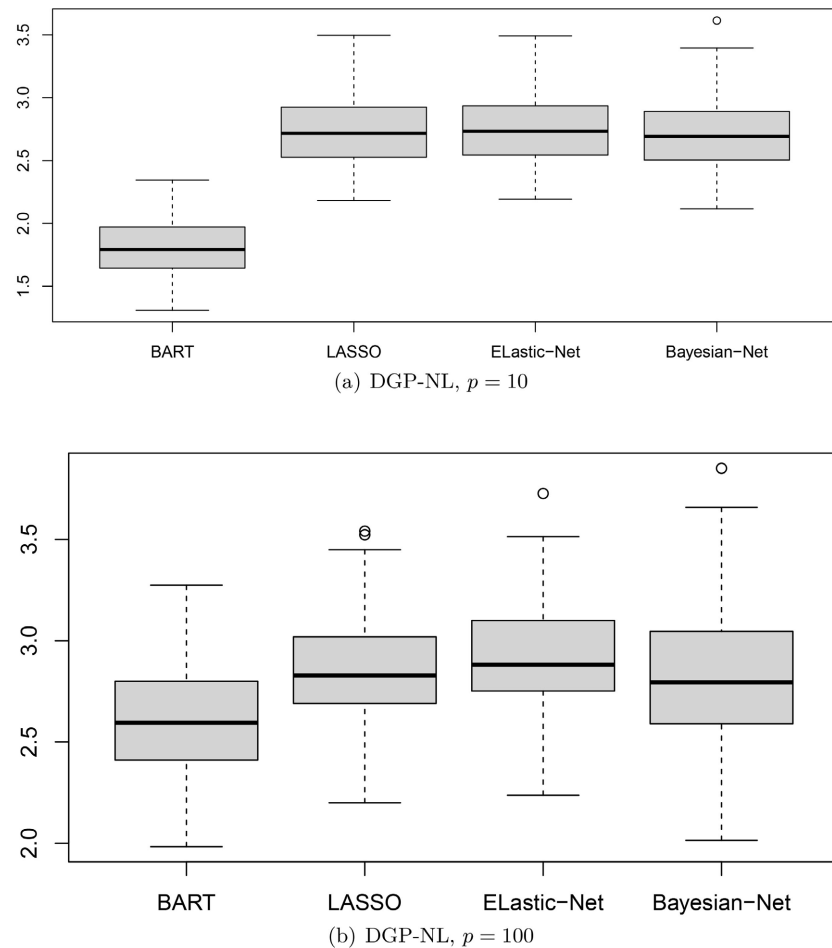 3.5
3.0
2.5
2.0
1.5
BART LASSO ELastic−Net Bayesian−Net
(a) DGP-NL, p = 10
3.5
3.0
2.5
2.0
BART LASSO ELastic−Net Bayesian−Net
(b) DGP-NL, p = 100